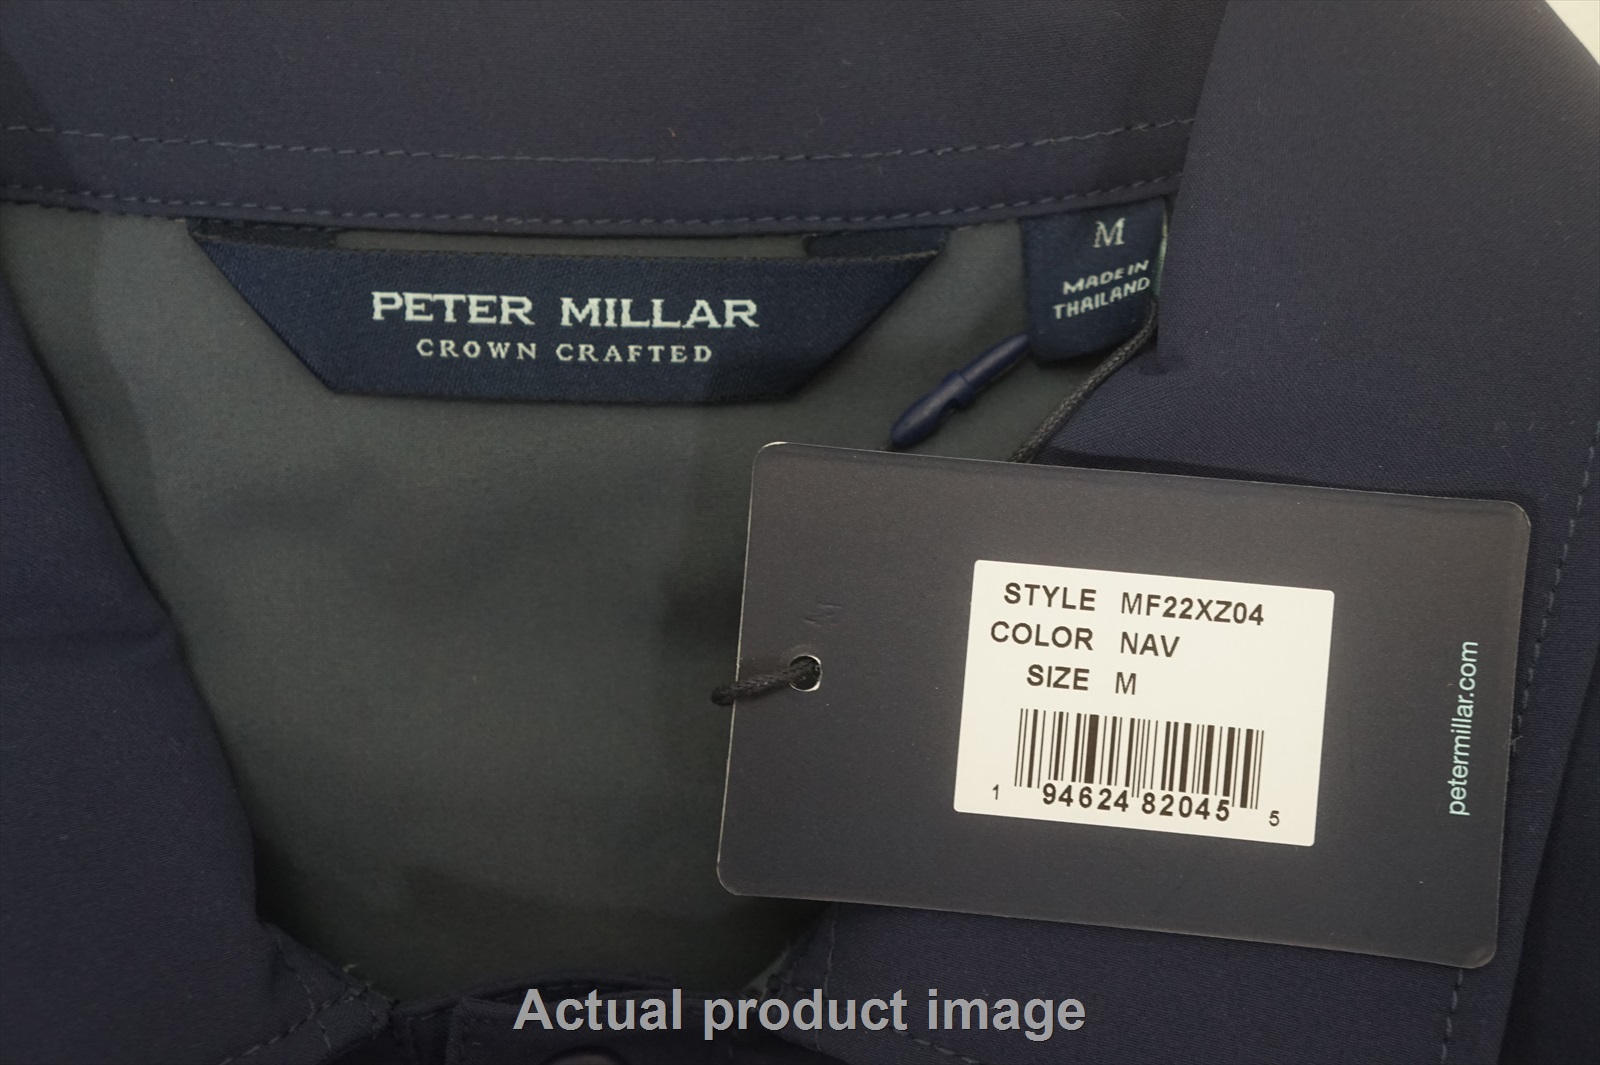 PETER MILLAR
CROWN CRAFTED
M
MADE IN
THAILAND
STYLE MF22XZ04
COLOR NAV
SIZE M
1 94624 82045 5
petermillar.com
Actual product image